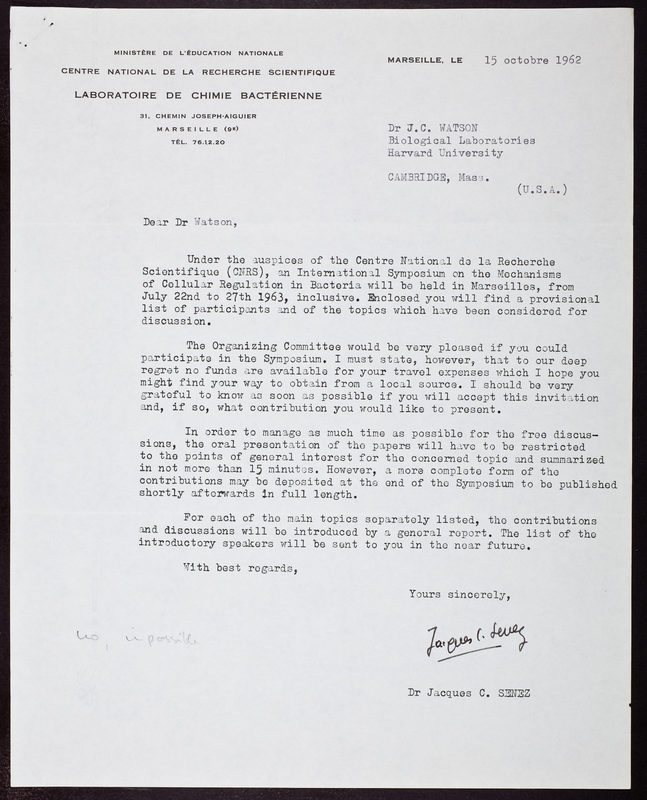 MINISTÈRE DE L'ÉDUCATION NATIONALE
CENTRE NATIONAL DE LA RECHERCHE SCIENTIFIQUE
LABORATOIRE DE CHIMIE BACTÉRIENNE
31, CHEMIN JOSEPH-AIGUIER
MARSEILLE (9e)
TÉL. 76.12.20
MARSEILLE, LE 15 octobre 1962
Dr J.C. WATSON
Biological Laboratories
Harvard University
CAMBRIDGE, Mass.
(U.S.A.)
Dear Dr Watson,
Under the auspices of the Centre National de la Recherche
Scientifique (CNRS), an International Symposium on the Mechanisms
of Cellular Regulation in Bacteria will be held in Marseilles, from
July 22nd to 27th 1963, inclusive. Enclosed you will find a provisional
list of participants and of the topics which have been considered for
discussion.
The Organizing Committee would be very pleased if you could
participate in the Symposium. I must state, however, that to our deep
regret no funds are available for your travel expenses which I hope you
might find your way to obtain from a local source. I should be very
grateful to know as soon as possible if you will accept this invitation
and, if so, what contribution you would like to present.
In order to manage as much time as possible for the free discus-
sions, the oral presentation of the papers will have to be restricted
to the points of general interest for the concerned topic and summarized
in not more than 15 minutes. However, a more complete form of the
contributions may be deposited at the end of the Symposium to be published
shortly afterwards in full length.
For each of the main topics separately listed, the contributions
and discussions will be introduced by a general report. The list of the
introductory speakers will be sent to you in the near future.
With best regards,
Yours sincerely,
no, impossible
Jacques C. Senez
Dr Jacques C. SENEZ